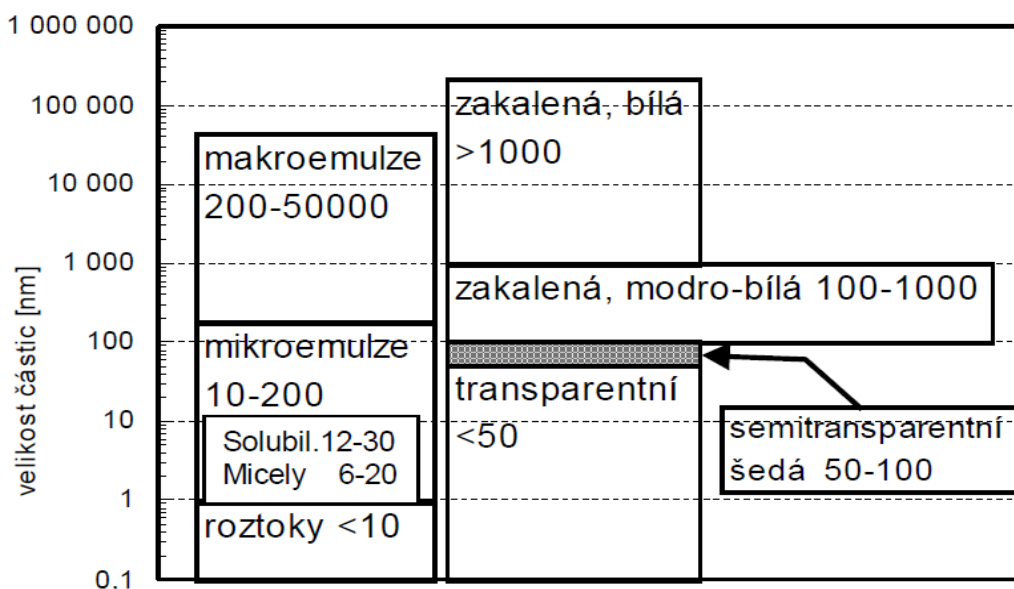 1 000 000
100 000
10 000
1 000
100
10
1
0.1
velikost částic [nm]
makroemulze
200-50000
mikroemulze
10-200
Solubil.12-30
Micely 6-20
roztoky <10
zakalená, bílá
>1000
zakalená, modro-bílá 100-1000
transparentní
<50
semitransparentní
šedá 50-100